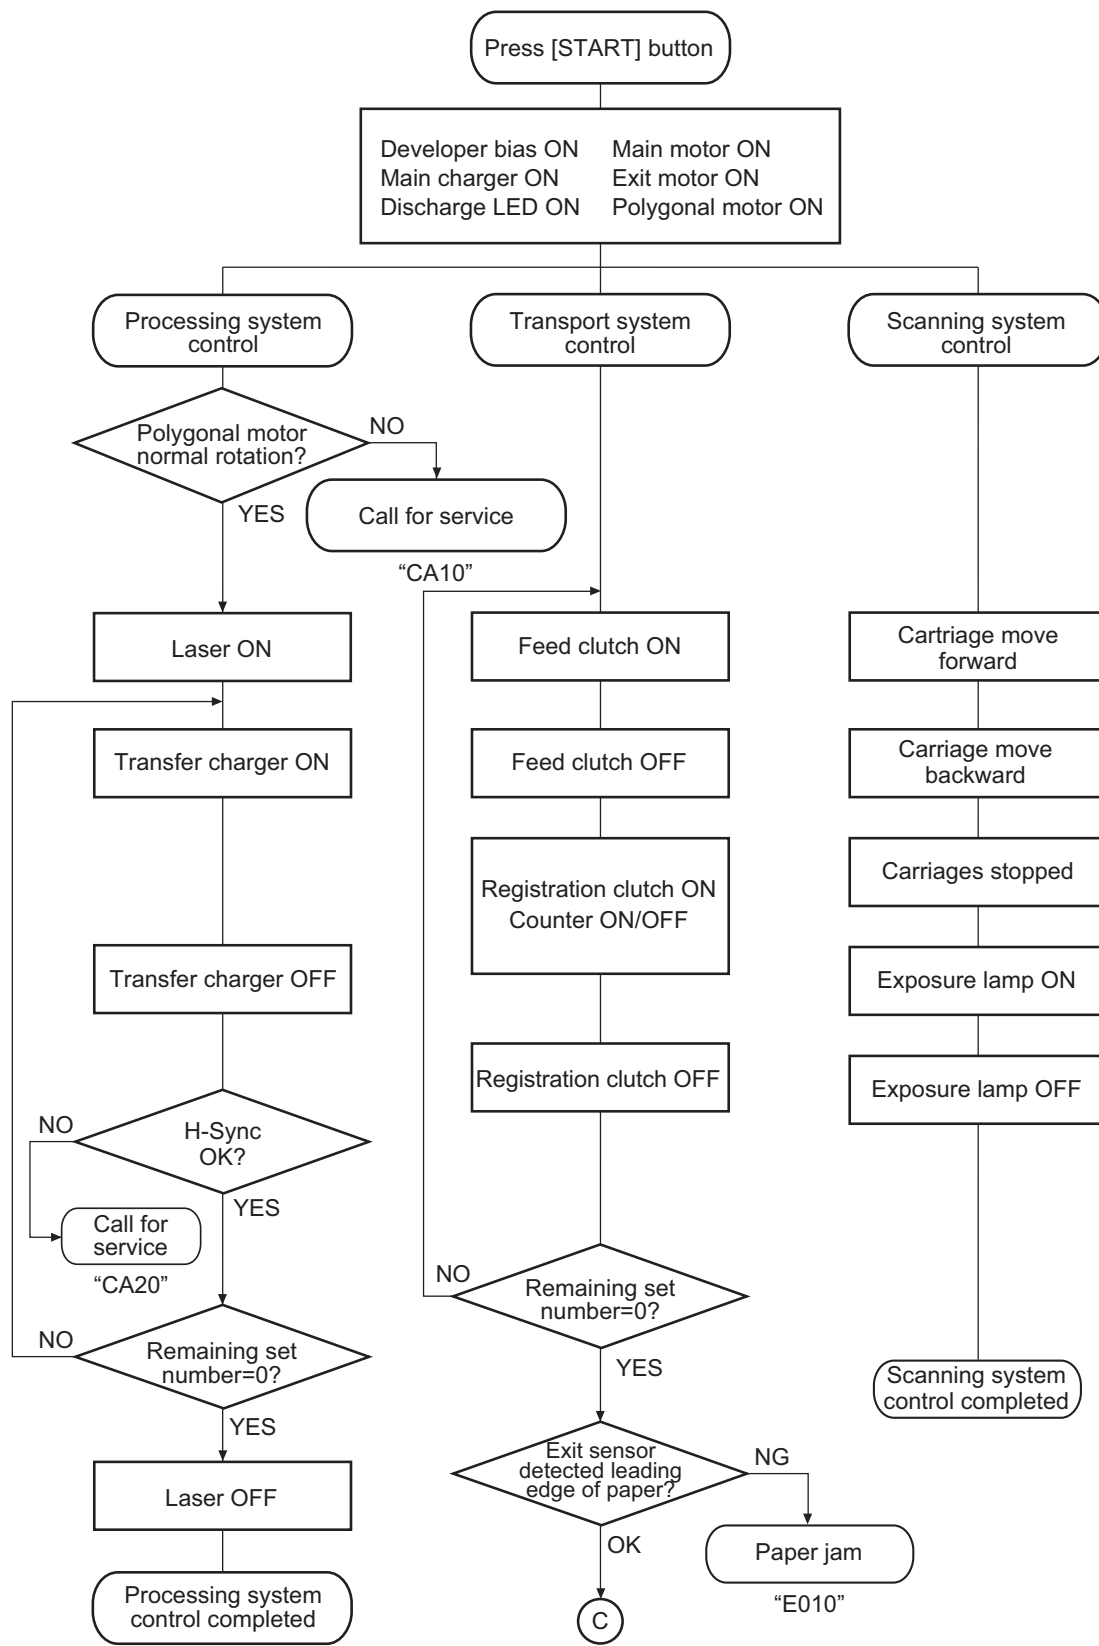 Press [START] button
Developer bias ON
Main motor ON
Main charger ON
Exit motor ON
Discharge LED ON
Polygonal motor ON
Processing system
control
Transport system
control
Scanning system
control
Polygonal motor
normal rotation?
NO
YES
Call for service
“CA10”
Laser ON
Feed clutch ON
Cartriage move
forward
Transfer charger ON
Feed clutch OFF
Carriage move
backward
Registration clutch ON
Counter ON/OFF
Carriages stopped
Transfer charger OFF
Exposure lamp ON
Registration clutch OFF
Exposure lamp OFF
NO
H-Sync
OK?
YES
Call for
service
“CA20”
NO
Remaining set
number=0?
YES
NO
Remaining set
number=0?
YES
Scanning system
control completed
Exit sensor
detected leading
edge of paper?
NG
OK
Laser OFF
Paper jam
“E010”
Processing system
control completed
C